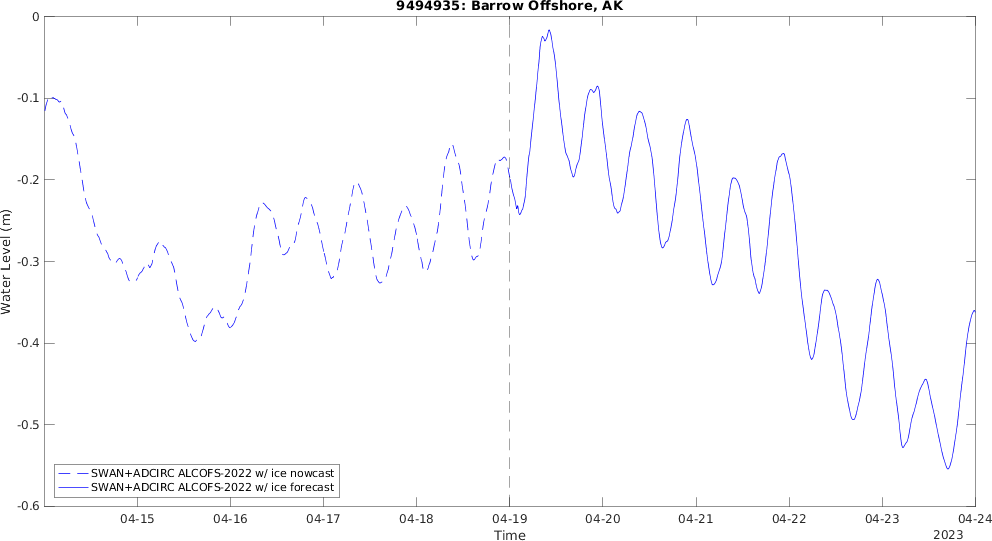 9494935: Barrow Offshore, AK
0
-0.1
-0.2
-0.3
-0.4
-0.5
-0.6
Water Level (m)
SWAN+ADCIRC ALCOFS-2022 w/ ice nowcast
SWAN+ADCIRC ALCOFS-2022 w/ ice forecast
04-15 04-16 04-17 04-18 04-19 04-20 04-21 04-22 04-23 04-24
Time
2023